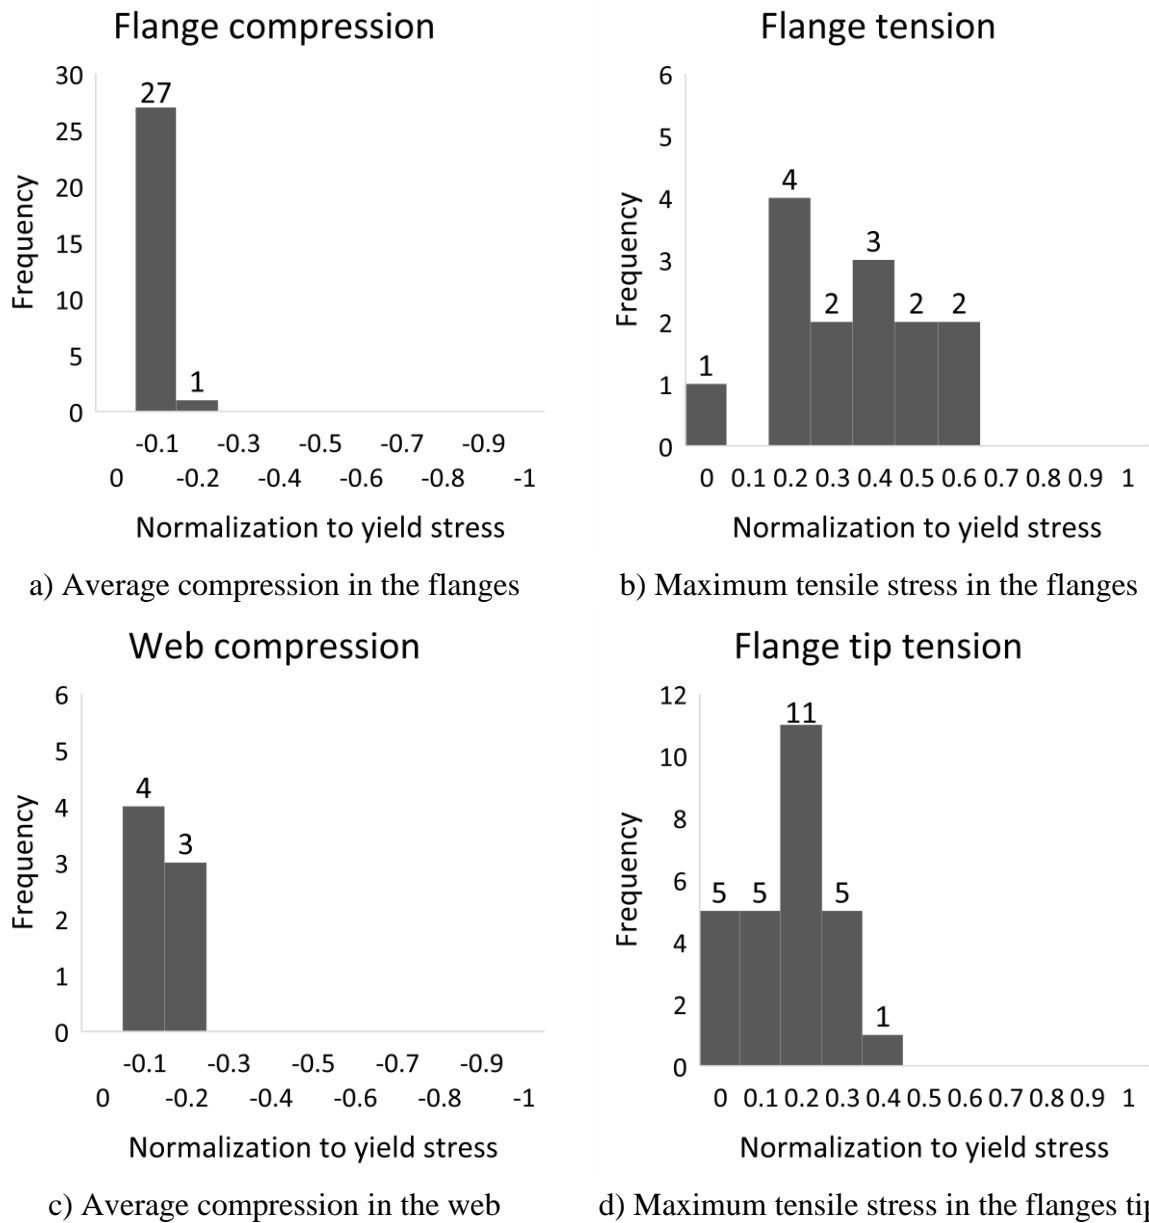 Flange compression
30
25
20
15
10
5
0
Frequency
27
1
-0.1 -0.3 -0.5 -0.7 -0.9
0 -0.2 -0.4 -0.6 -0.8 -1
Normalization to yield stress
a) Average compression in the flanges
Flange tension
6
5
4
3
2
1
0
Frequency
1
4
2
3
2
2
0 0.1 0.2 0.3 0.4 0.5 0.6 0.7 0.8 0.9 1
Normalization to yield stress
b) Maximum tensile stress in the flanges
Web compression
6
5
4
3
2
1
0
Frequency
4
3
-0.1 -0.3 -0.5 -0.7 -0.9
0 -0.2 -0.4 -0.6 -0.8 -1
Normalization to yield stress
c) Average compression in the web
Flange tip tension
12
10
8
6
4
2
0
Frequency
5
5
11
5
1
0 0.1 0.2 0.3 0.4 0.5 0.6 0.7 0.8 0.9 1
Normalization to yield stress
d) Maximum tensile stress in the flanges tip